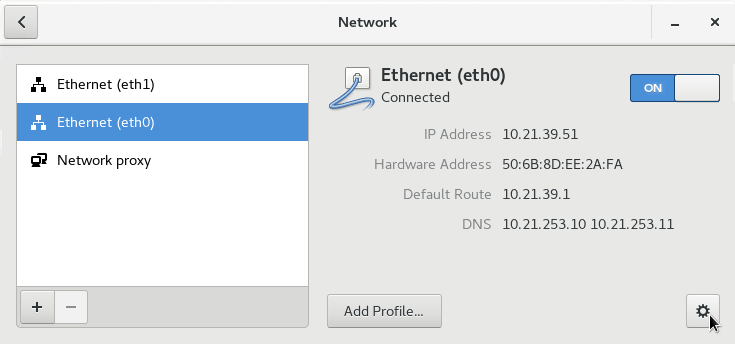 Network
Ethernet (eth1)
Ethernet (eth0)
Network proxy
Ethernet (eth0)
Connected
ON
IP Address 10.21.39.51
Hardware Address 50:6B:8D:EE:2A:FA
Default Route 10.21.39.1
DNS 10.21.253.10 10.21.253.11
Add Profile...